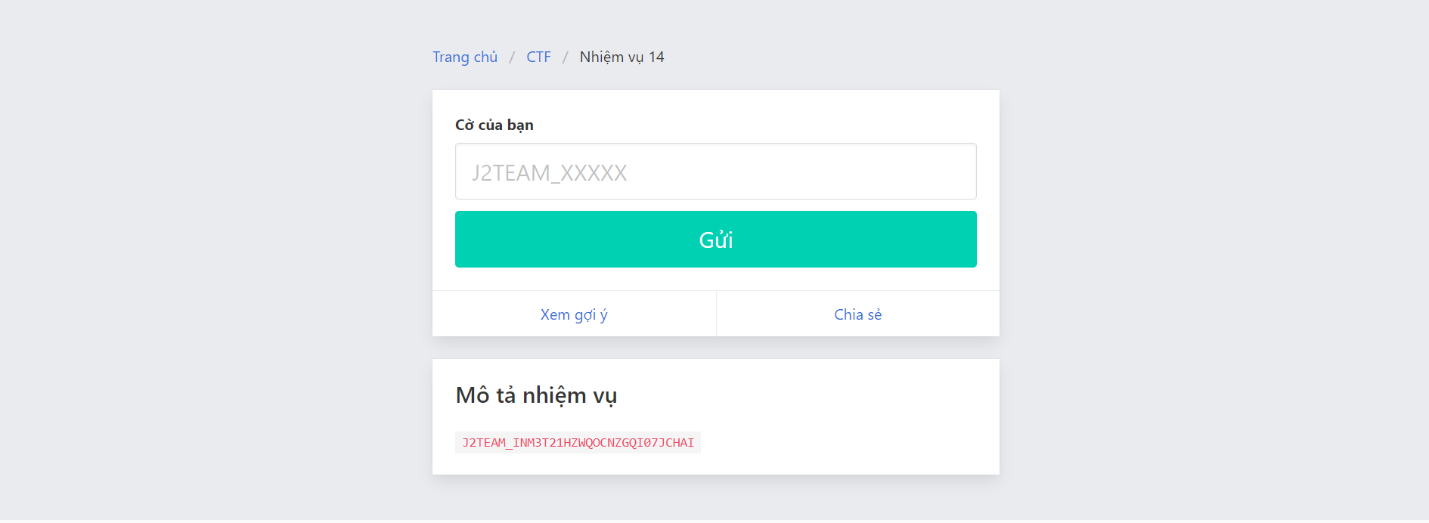 Trang chủ / CTF / Nhiệm vụ 14
Cờ của bạn
J2TEAM_XXXXX
Gửi
Xem gợi ý Chia sẻ
Mô tả nhiệm vụ
J2TEAM_INM3T21HZWQOCNZGQI07JCHAI